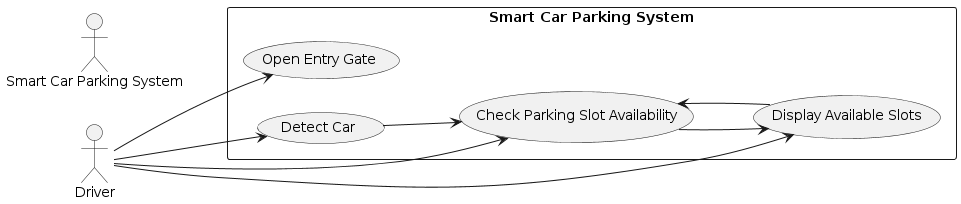 Smart Car Parking System
Open Entry Gate
Smart Car Parking System
Check Parking Slot Availability
Display Available Slots
Detect Car
Driver